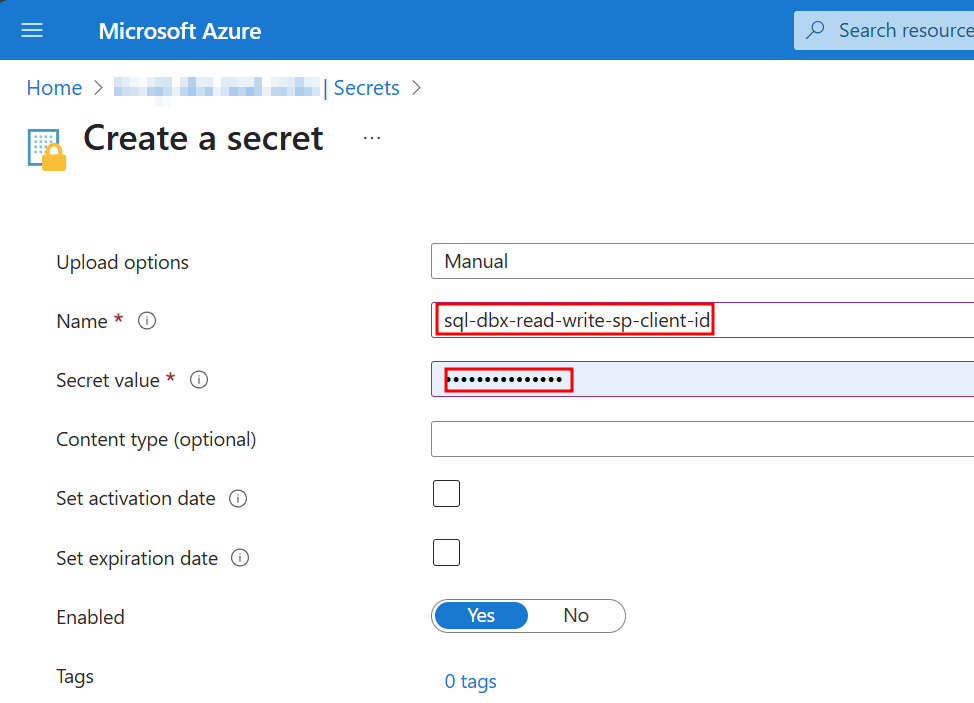 Microsoft Azure
Search resource
Home > | Secrets >
Create a secret ...
Upload options Manual
Name * sql-dbx-read-write-sp-client-id
Secret value * •••••••••••••••
Content type (optional)
Set activation date
Set expiration date
Enabled Yes No
Tags 0 tags